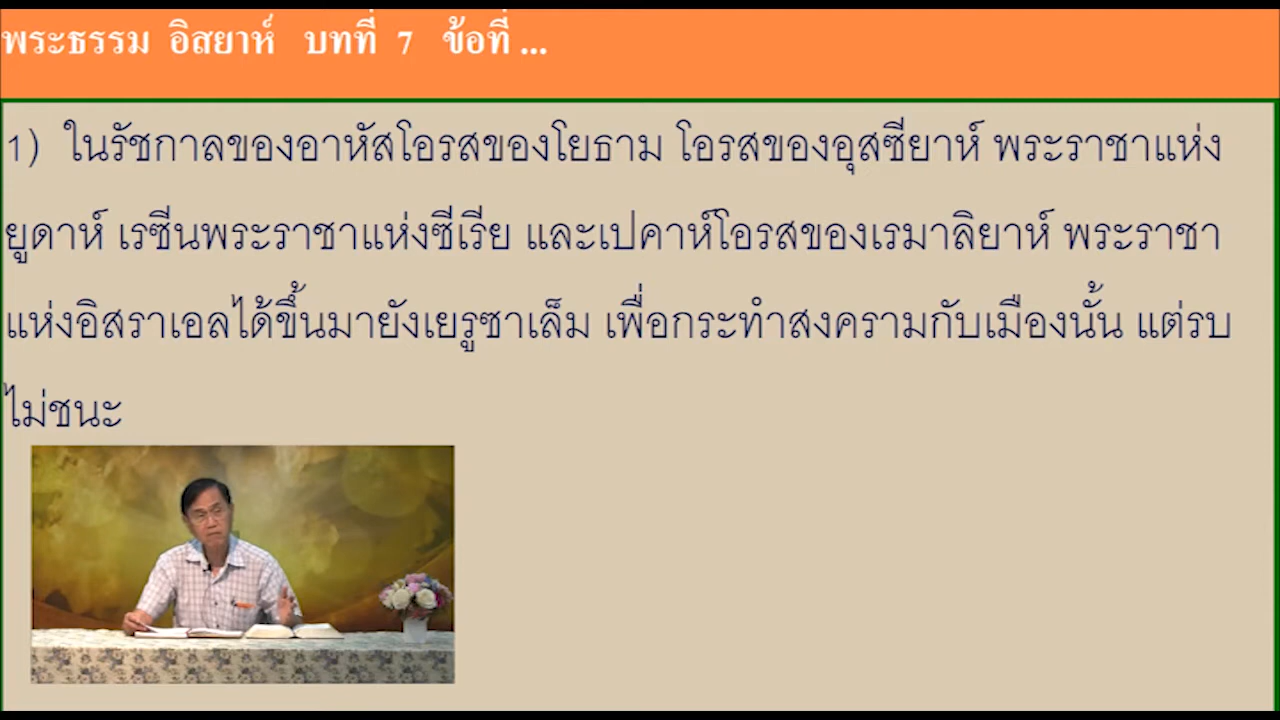 พระธรรม อิสยาห์ บทที่ 7 ข้อที่ ...
1) ในรัชกาลของอาหัสโอรสของโยธาม โอรสของอุสซียาห์ พระราชาแห่ง
ยูดาห์ เรซีนพระราชาแห่งซีเรีย และเปคาห์โอรสของเรมาลิยาห์ พระราชา
แห่งอิสราเอลได้ขึ้นมายังเยรูซาเล็ม เพื่อกระทำสงครามกับเมืองนั้น แต่รบ
ไม่ชนะ